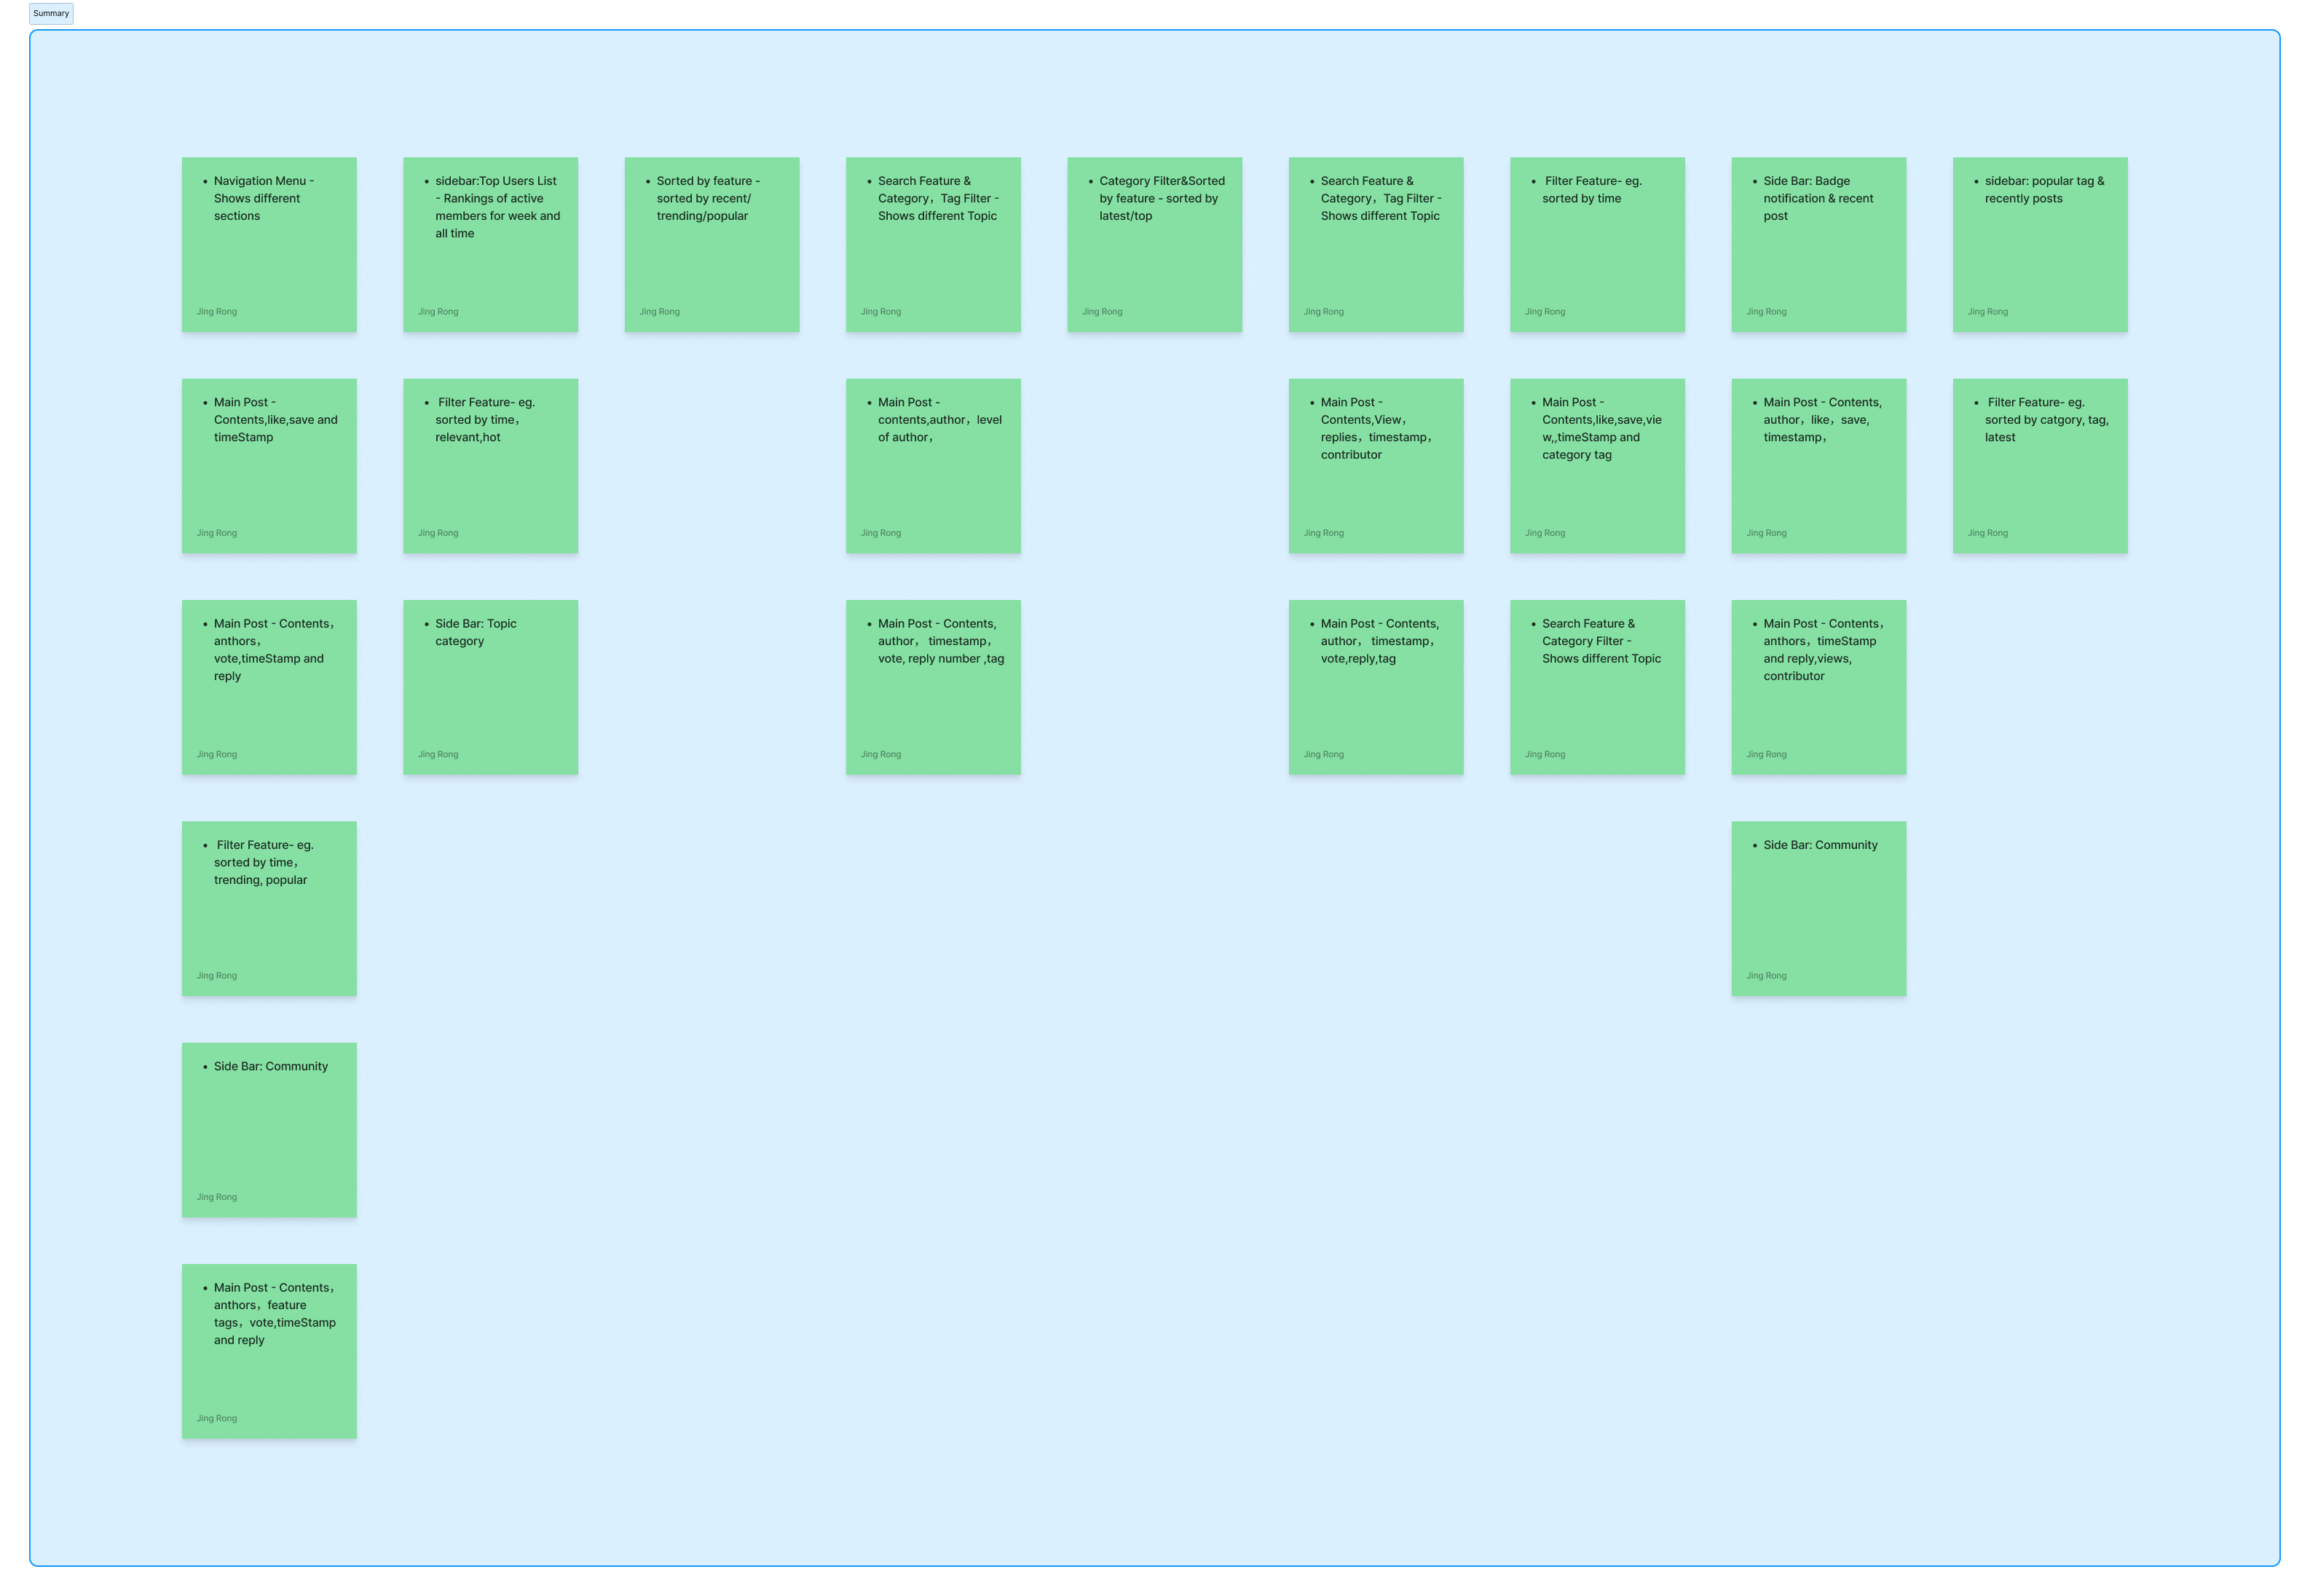 Summary
• Navigation Menu -
Shows different
sections
Jing Rong
• sidebar:Top Users List
- Rankings of active
members for week and
all time
Jing Rong
• Sorted by feature -
sorted by recent/
trending/popular
Jing Rong
• Search Feature &
Category，Tag Filter -
Shows different Topic
Jing Rong
• Category Filter&Sorted
by feature - sorted by
latest/top
Jing Rong
• Search Feature &
Category，Tag Filter -
Shows different Topic
Jing Rong
• Filter Feature- eg.
sorted by time
Jing Rong
• Side Bar: Badge
notification & recent
post
Jing Rong
• sidebar: popular tag &
recently posts
Jing Rong
• Main Post -
Contents,like,save and
timeStamp
Jing Rong
• Filter Feature- eg.
sorted by time，
relevant,hot
Jing Rong
• Main Post -
contents,author，level
of author，
Jing Rong
• Main Post -
Contents,View，
replies，timestamp，
contributor
Jing Rong
• Main Post -
Contents,like,save,vie
w,,timeStamp and
category tag
Jing Rong
• Main Post - Contents,
author，like，save,
timestamp，
Jing Rong
• Filter Feature- eg.
sorted by catgory, tag,
latest
Jing Rong
• Main Post - Contents，
anthors，
vote,timeStamp and
reply
Jing Rong
• Side Bar: Topic
category
Jing Rong
• Main Post - Contents,
author， timestamp，
vote, reply number ,tag
Jing Rong
• Main Post - Contents,
author， timestamp，
vote,reply,tag
Jing Rong
• Search Feature &
Category Filter -
Shows different Topic
Jing Rong
• Main Post - Contents，
anthors，timeStamp
and reply,views,
contributor
Jing Rong
• Filter Feature- eg.
sorted by time，
trending, popular
Jing Rong
• Side Bar: Community
Jing Rong
• Side Bar: Community
Jing Rong
• Main Post - Contents，
anthors，feature
tags，vote,timeStamp
and reply
Jing Rong